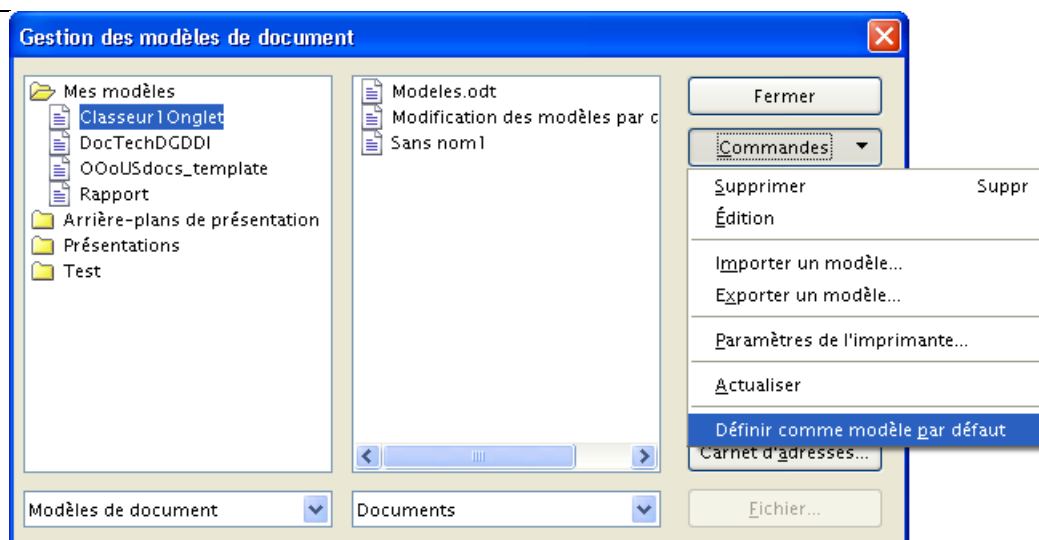 Gestion des modèles de document
Mes modèles
Classeur1Onglet
DocTechDGDDI
OOoUSdocs_template
Rapport
Arrière-plans de présentation
Présentations
Test
Modèles de document
Modeles.odt
Modification des modèles par c
Sans nom1
Documents
Fermer
Commandes
Supprimer Suppr
Édition
Importer un modèle...
Exporter un modèle...
Paramètres de l'imprimante...
Actualiser
Définir comme modèle par défaut
Carnet d'adresses...
Fichier...